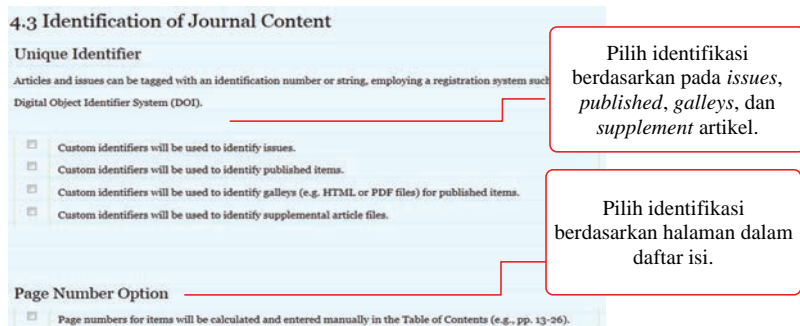 4.3 Identification of Journal Content
Unique Identifier
Articles and issues can be tagged with an identification number or string, employing a registration system such
Digital Object Identifier System (DOI).
Custom identifiers will be used to identify issues.
Custom identifiers will be used to identify published items.
Custom identifiers will be used to identify galleys (e.g. HTML or PDF files) for published items.
Custom identifiers will be used to identify supplemental article files.
Pilih identifikasi
berdasarkan pada issues,
published, galleys, dan
supplement artikel.
Pilih identifikasi
berdasarkan halaman dalam
daftar isi.
Page Number Option
Page numbers for items will be calculated and entered manually in the Table of Contents (e.g., pp. 13-26).